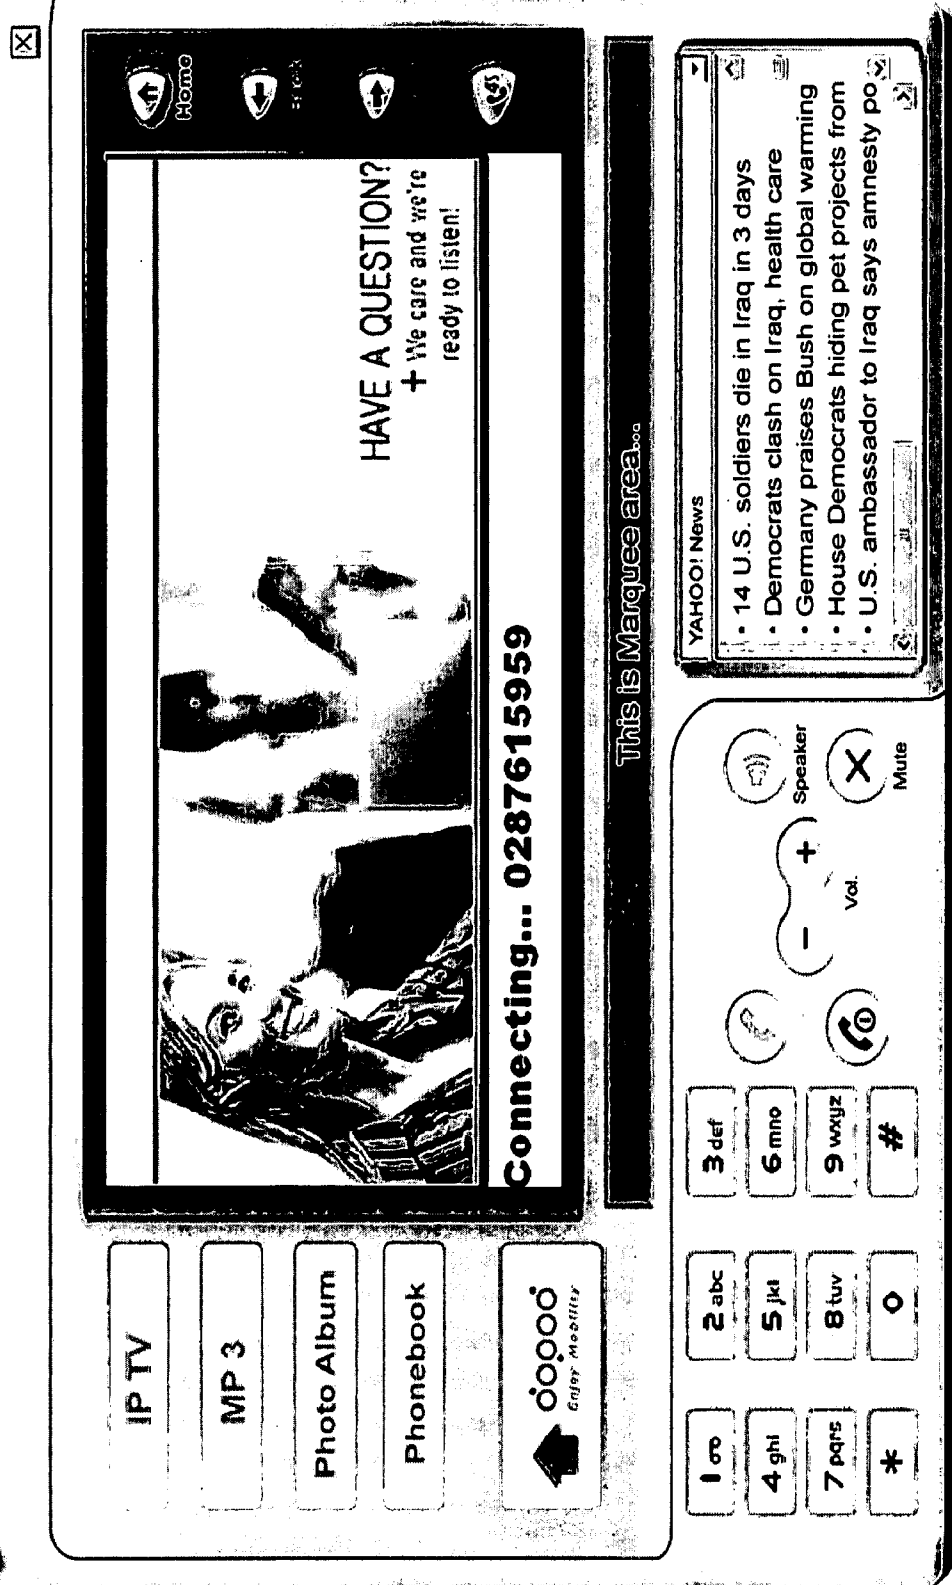 IP TV
MP 3
Photo Album
Phonebook
Enjoy Mobility
HAVE A QUESTION?
+ We care and we're
ready to listen!
Connecting... 0287615959
Home
This is Marquee area...
1
2 abc
3 def
4 ghi
5 jkl
6 mno
7 pqrs
8 tuv
9 wxyz
*
0
#
- +
Vol.
Speaker
Mute
YAHOO! News
• 14 U.S. soldiers die in Iraq in 3 days
• Democrats clash on Iraq, health care
• Germany praises Bush on global warming
• House Democrats hiding pet projects from
• U.S. ambassador to Iraq says amnesty po